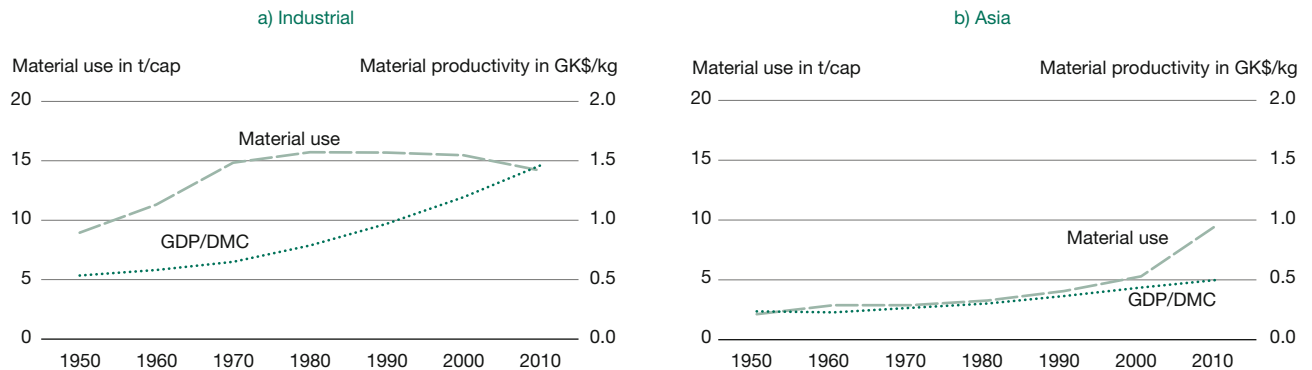 a) Industrial
Material use in t/cap
Material productivity in GK$/kg
20
15
10
5
0
2.0
1.5
1.0
0.5
0.0
Material use
GDP/DMC
1950 1960 1970 1980 1990 2000 2010
b) Asia
Material use in t/cap
Material productivity in GK$/kg
20
15
10
5
0
2.0
1.5
1.0
0.5
0.0
Material use
GDP/DMC
1950 1960 1970 1980 1990 2000 2010